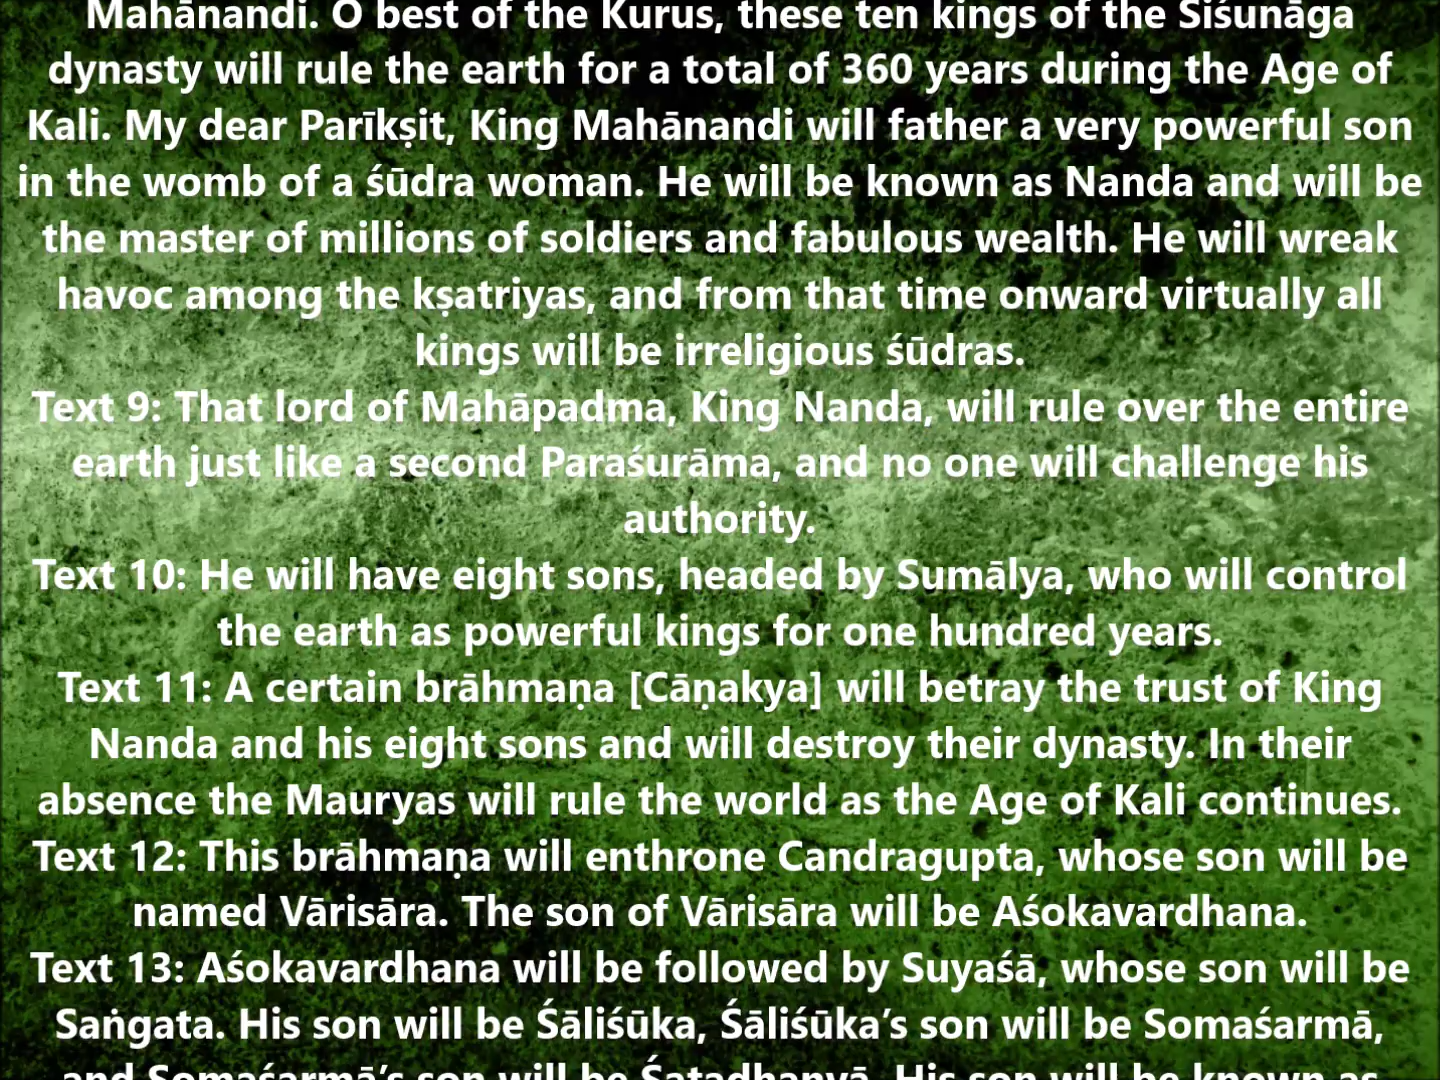 Mahānandi. O best of the Kurus, these ten kings of the Śiśunāga
dynasty will rule the earth for a total of 360 years during the Age of
Kali. My dear Parīkṣit, King Mahānandi will father a very powerful son
in the womb of a śūdra woman. He will be known as Nanda and will be
the master of millions of soldiers and fabulous wealth. He will wreak
havoc among the kṣatriyas, and from that time onward virtually all
kings will be irreligious śūdras.
Text 9: That lord of Mahāpadma, King Nanda, will rule over the entire
earth just like a second Paraśurāma, and no one will challenge his
authority.
Text 10: He will have eight sons, headed by Sumālya, who will control
the earth as powerful kings for one hundred years.
Text 11: A certain brāhmaṇa [Cāṇakya] will betray the trust of King
Nanda and his eight sons and will destroy their dynasty. In their
absence the Mauryas will rule the world as the Age of Kali continues.
Text 12: This brāhmaṇa will enthrone Candragupta, whose son will be
named Vārisāra. The son of Vārisāra will be Aśokavardhana.
Text 13: Aśokavardhana will be followed by Suyaśā, whose son will be
Saṅgata. His son will be Śāliśūka, Śāliśūka’s son will be Somaśarmā,
and Somaśarmā’s son will be Śatadhanvā. His son will be known as